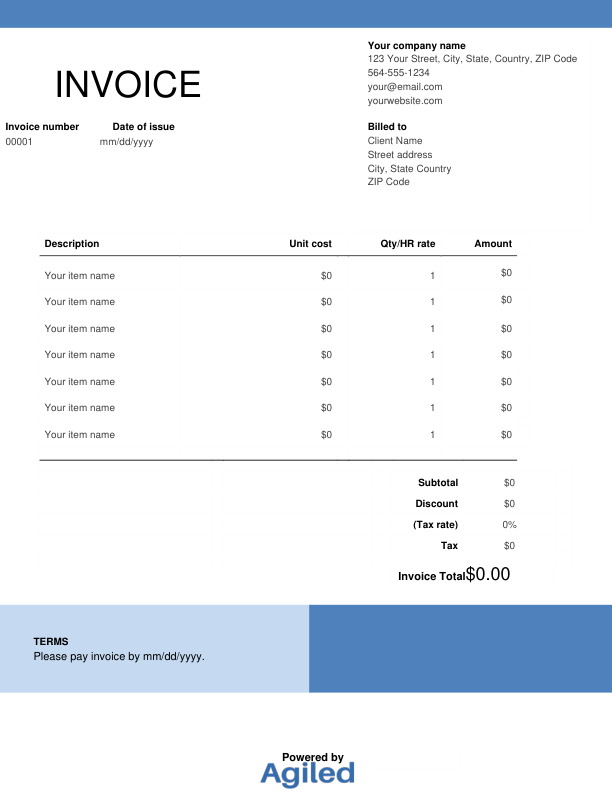 Your company name
123 Your Street, City, State, Country, ZIP Code
564-555-1234
your@email.com
yourwebsite.com
INVOICE
Invoice number Date of issue
00001 mm/dd/yyyy
Billed to
Client Name
Street address
City, State Country
ZIP Code
Description Unit cost Qty/HR rate Amount
Your item name $0 1 $0
Your item name $0 1 $0
Your item name $0 1 $0
Your item name $0 1 $0
Your item name $0 1 $0
Your item name $0 1 $0
Your item name $0 1 $0
Subtotal $0
Discount $0
(Tax rate) 0%
Tax $0
Invoice Total$0.00
TERMS
Please pay invoice by mm/dd/yyyy.
Powered by
Agiled